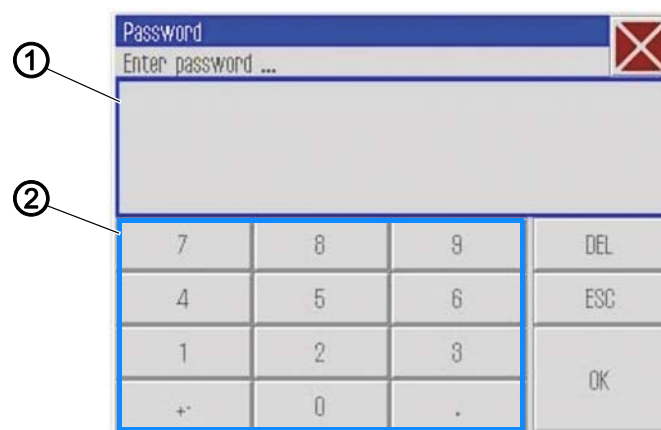 Password
Enter password ...
①
②
7 8 9 DEL
4 5 6 ESC
1 2 3
OK
+- 0 .